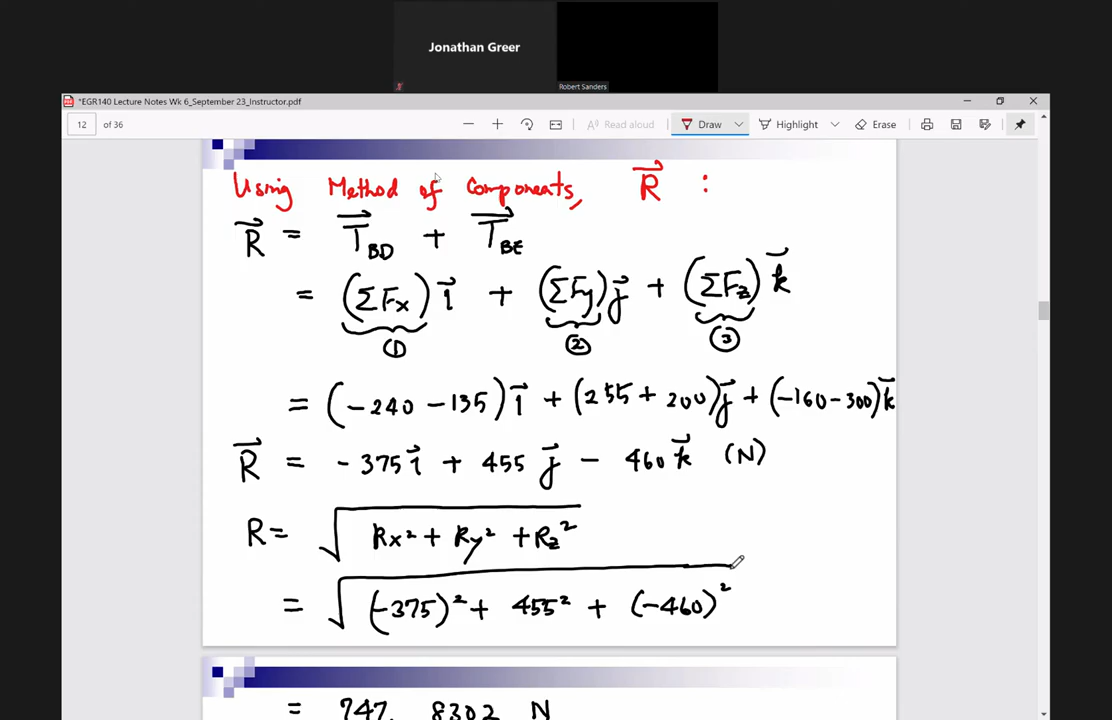 Jonathan Greer
Robert Sanders
*EGR140 Lecture Notes Wk 6_September 23_Instructor.pdf
12 of 36 Read aloud Draw Highlight Erase
Using Method of Components, R⃗ :
R⃗ = T⃗BD + T⃗BE
= (ΣFx) i⃗ + (ΣFy) j⃗ + (ΣFz) k⃗
① ② ③
= (-240 -135) i⃗ + (255 + 200) j⃗ + (-160 - 300) k⃗
R⃗ = -375 i⃗ + 455 j⃗ - 460 k⃗ (N)
R = √(Rx² + Ry² + Rz²)
= √((-375)² + 455² + (-460)²)
= 747. 8302 N